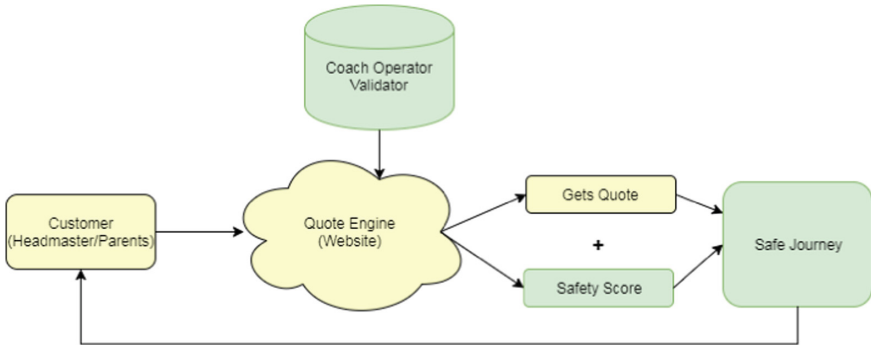 Coach Operator
Validator
Customer
(Headmaster/Parents)
Quote Engine
(Website)
Gets Quote
+
Safety Score
Safe Journey